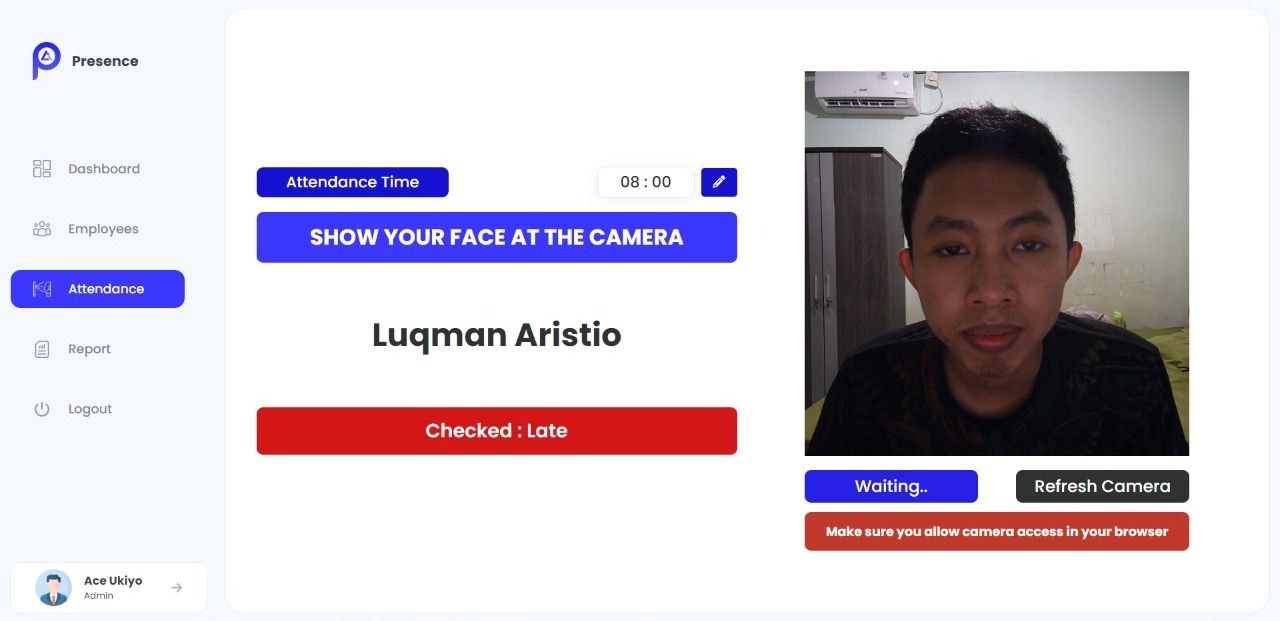 Presence
Dashboard
Employees
Attendance
Report
Logout
Ace Ukiyo
Admin
Attendance Time
08 : 00
SHOW YOUR FACE AT THE CAMERA
Luqman Aristio
Checked : Late
Waiting..
Refresh Camera
Make sure you allow camera access in your browser